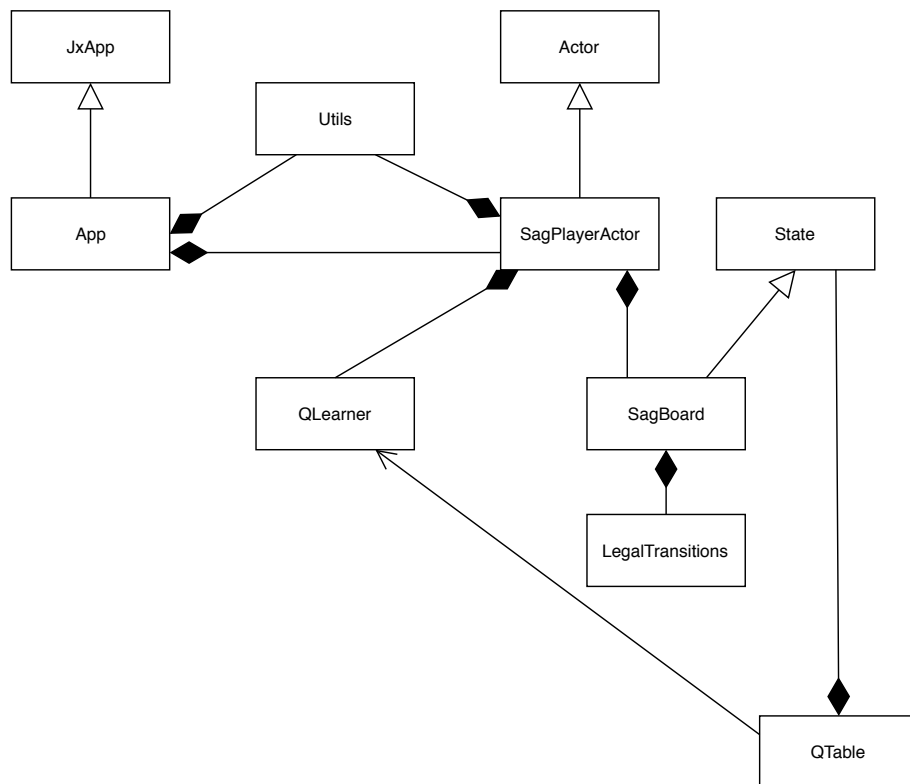 JxApp
Actor
Utils
App
SagPlayerActor
State
QLearner
SagBoard
LegalTransitions
QTable